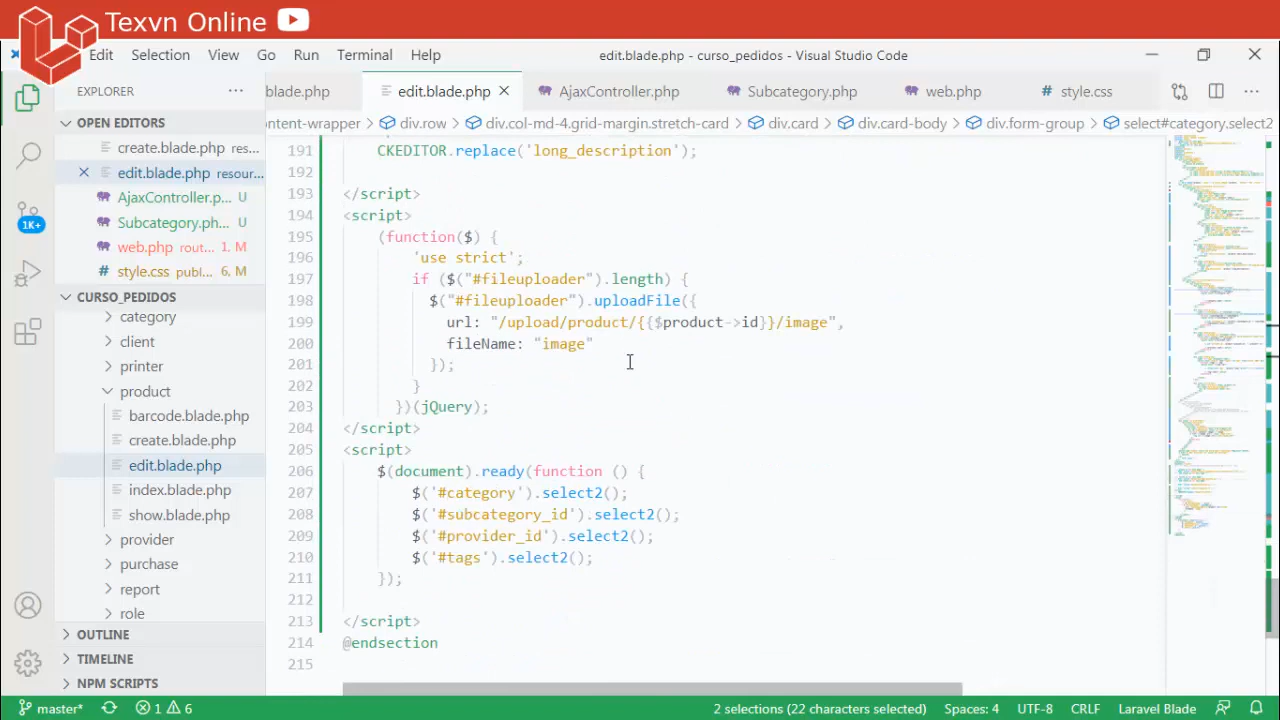 Texvn Online
Edit Selection View Go Run Terminal Help
edit.blade.php - curso_pedidos - Visual Studio Code
EXPLORER
blade.php
edit.blade.php
AjaxController.php
Subcategory.php
web.php
style.css
ontent-wrapper > div.row > div.col-md-4.grid-margin.stretch-card > div.card > div.card-body > div.form-group > select#category.select2
OPEN EDITORS
create.blade.php res...
edit.blade.php resour...
AjaxController.p... U
Subcategory.ph... U
web.php rout... 1, M
style.css publ... 6, M
CURSO_PEDIDOS
category
client
printer
product
barcode.blade.php
create.blade.php
edit.blade.php
index.blade.php
show.blade.php
provider
purchase
report
role
OUTLINE
TIMELINE
NPM SCRIPTS
1K+
191 CKEDITOR.replace('long_description');
192
193 </script>
194 <script>
195 (function($) {
196 'use strict';
197 if ($("#fileuploader").length) {
198 $("#fileuploader").uploadFile({
199 url: "/upload/product/{{$product->id}}/image",
200 fileName: "image"
201 });
202 }
203 })(jQuery);
204 </script>
205 <script>
206 $(document).ready(function () {
207 $('#category').select2();
208 $('#subcategory_id').select2();
209 $('#provider_id').select2();
210 $('#tags').select2();
211 });
212
213 </script>
214 @endsection
215
master* 1 6 2 selections (22 characters selected) Spaces: 4 UTF-8 CRLF Laravel Blade